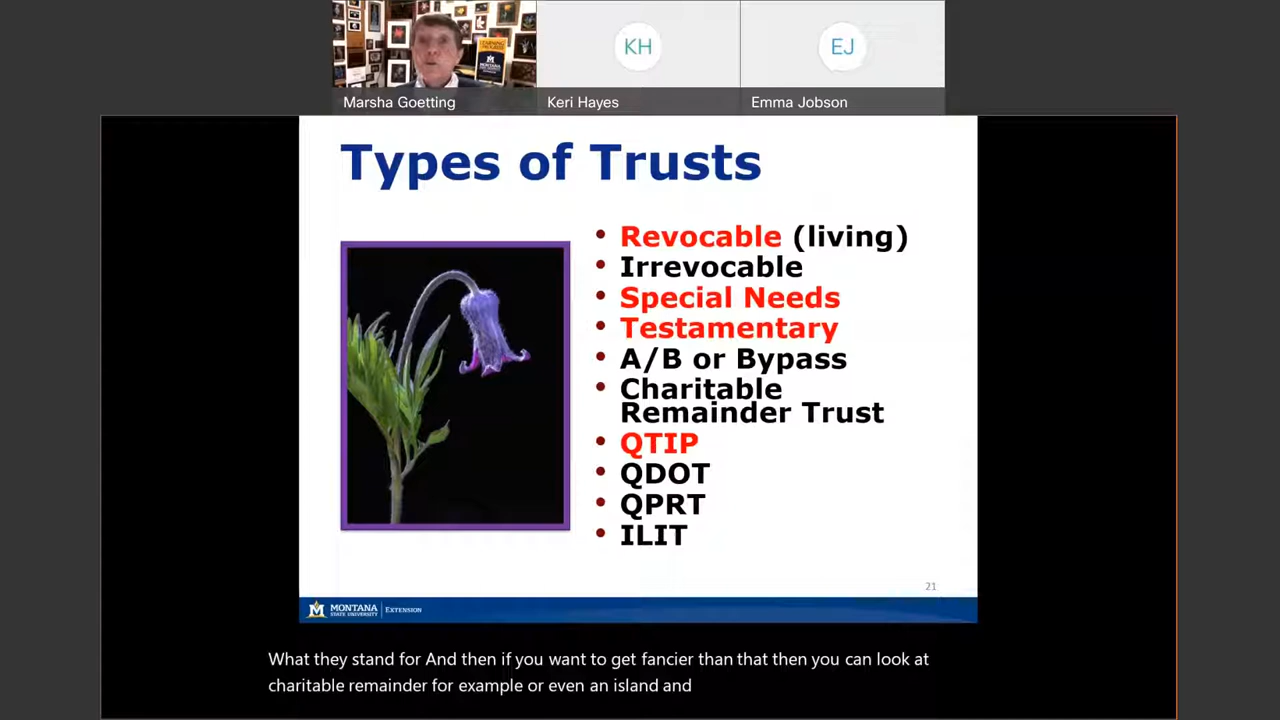 LEARNING
PROGRESS
MONTANA
KH
EJ
Marsha Goetting
Keri Hayes
Emma Jobson
Types of Trusts
• Revocable (living)
• Irrevocable
• Special Needs
• Testamentary
• A/B or Bypass
• Charitable
Remainder Trust
• QTIP
• QDOT
• QPRT
• ILIT
21
M MONTANA
STATE UNIVERSITY
EXTENSION
What they stand for And then if you want to get fancier than that then you can look at
charitable remainder for example or even an island and